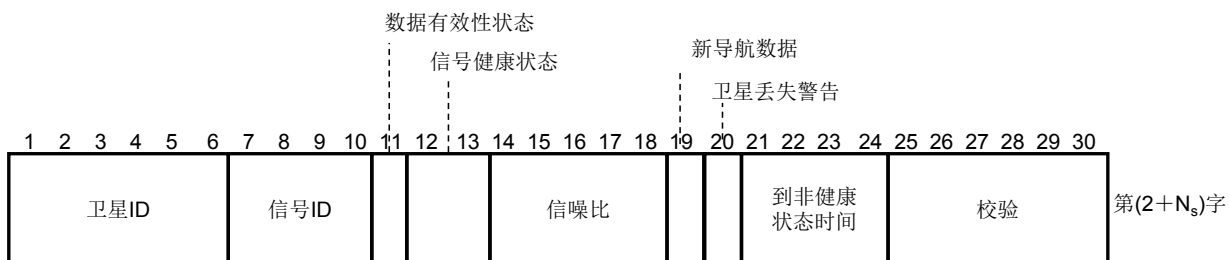 数据有效性状态
信号健康状态
新导航数据
卫星丢失警告
1 2 3 4 5 6 7 8 9 10 11 12 13 14 15 16 17 18 19 20 21 22 23 24 25 26 27 28 29 30
卫星ID 信号ID 信噪比 到非健康 校验 第(2+Nₛ)字
状态时间